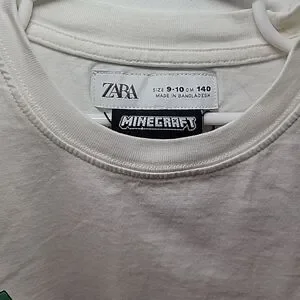 ZARA
SIZE 9-10 CM 140
MADE IN BANGLADESH
MINECRAFT